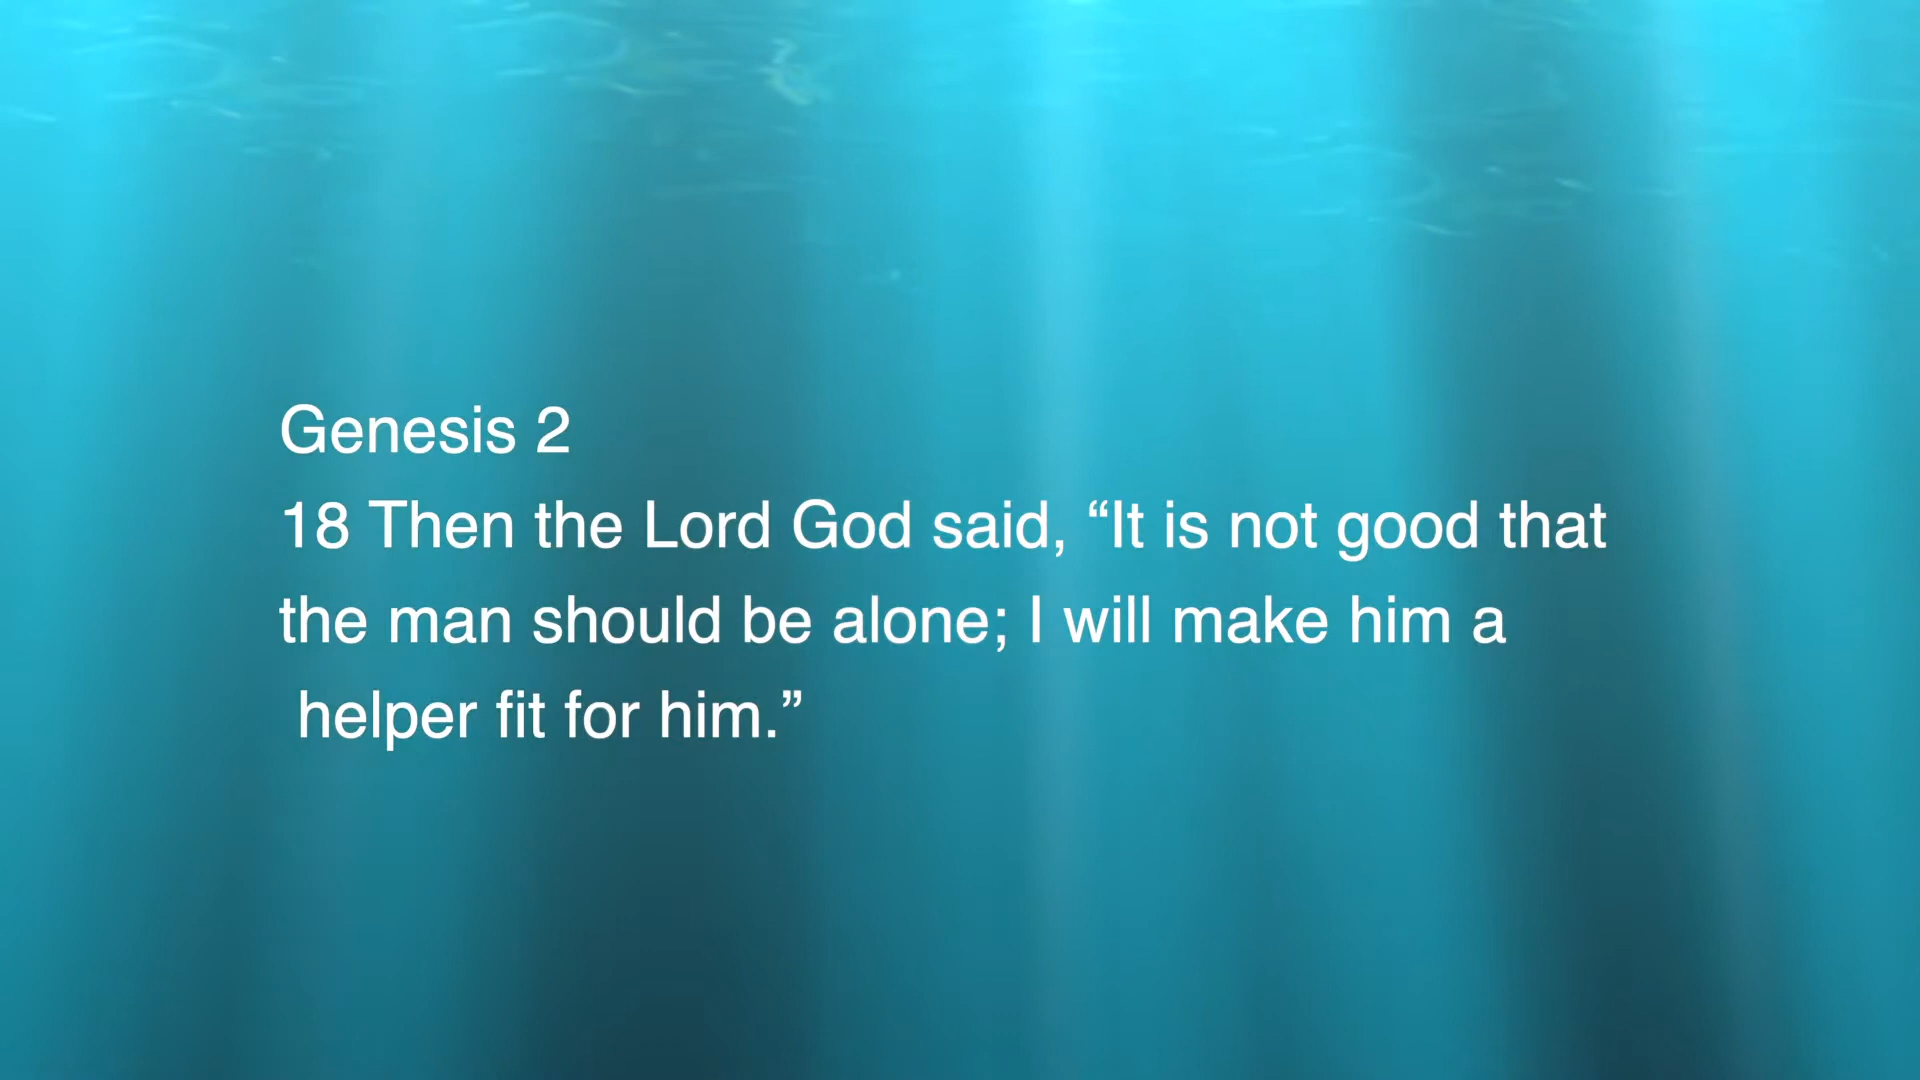 Genesis 2
18 Then the Lord God said, “It is not good that
the man should be alone; I will make him a
helper fit for him.”